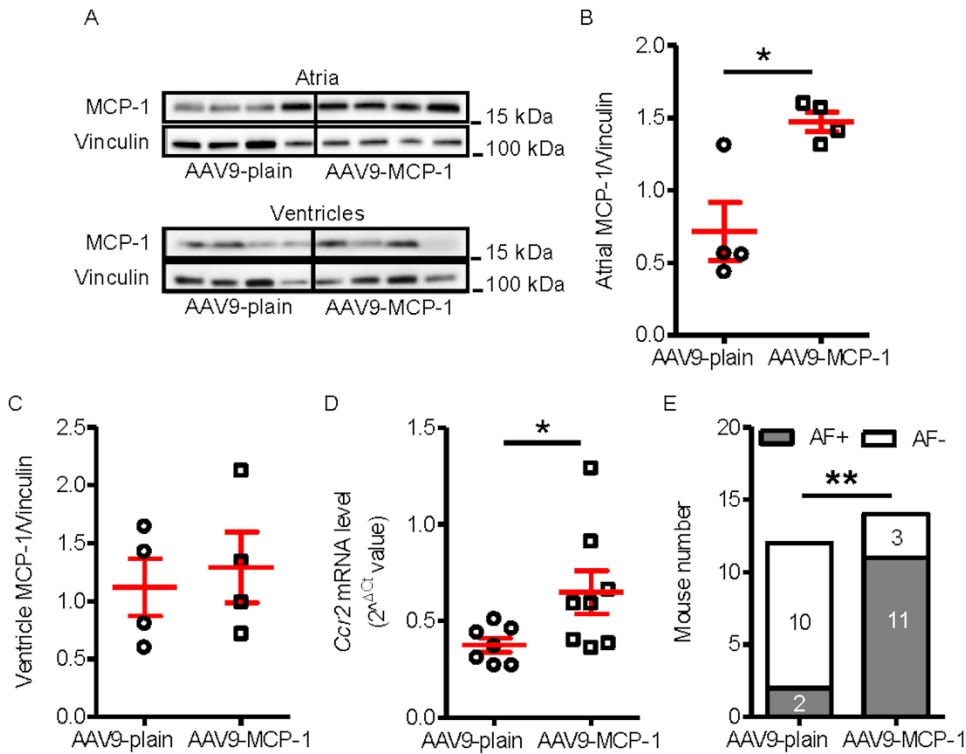 A
Atria
MCP-1
15 kDa
Vinculin
100 kDa
AAV9-plain AAV9-MCP-1
Ventricles
MCP-1
15 kDa
Vinculin
100 kDa
AAV9-plain AAV9-MCP-1
B
Atrial MCP-1/Vinculin
2.0
1.5
1.0
0.5
0.0
*
AAV9-plain AAV9-MCP-1
C
Ventricle MCP-1/Vinculin
2.5
2.0
1.5
1.0
0.5
0.0
AAV9-plain AAV9-MCP-1
D
Ccr2 mRNA level
(2^ΔCt value)
1.5
1.0
0.5
0.0
*
AAV9-plain AAV9-MCP-1
E
Mouse number
20
15
10
5
0
AF+ AF-
**
10
2
3
11
AAV9-plain AAV9-MCP-1